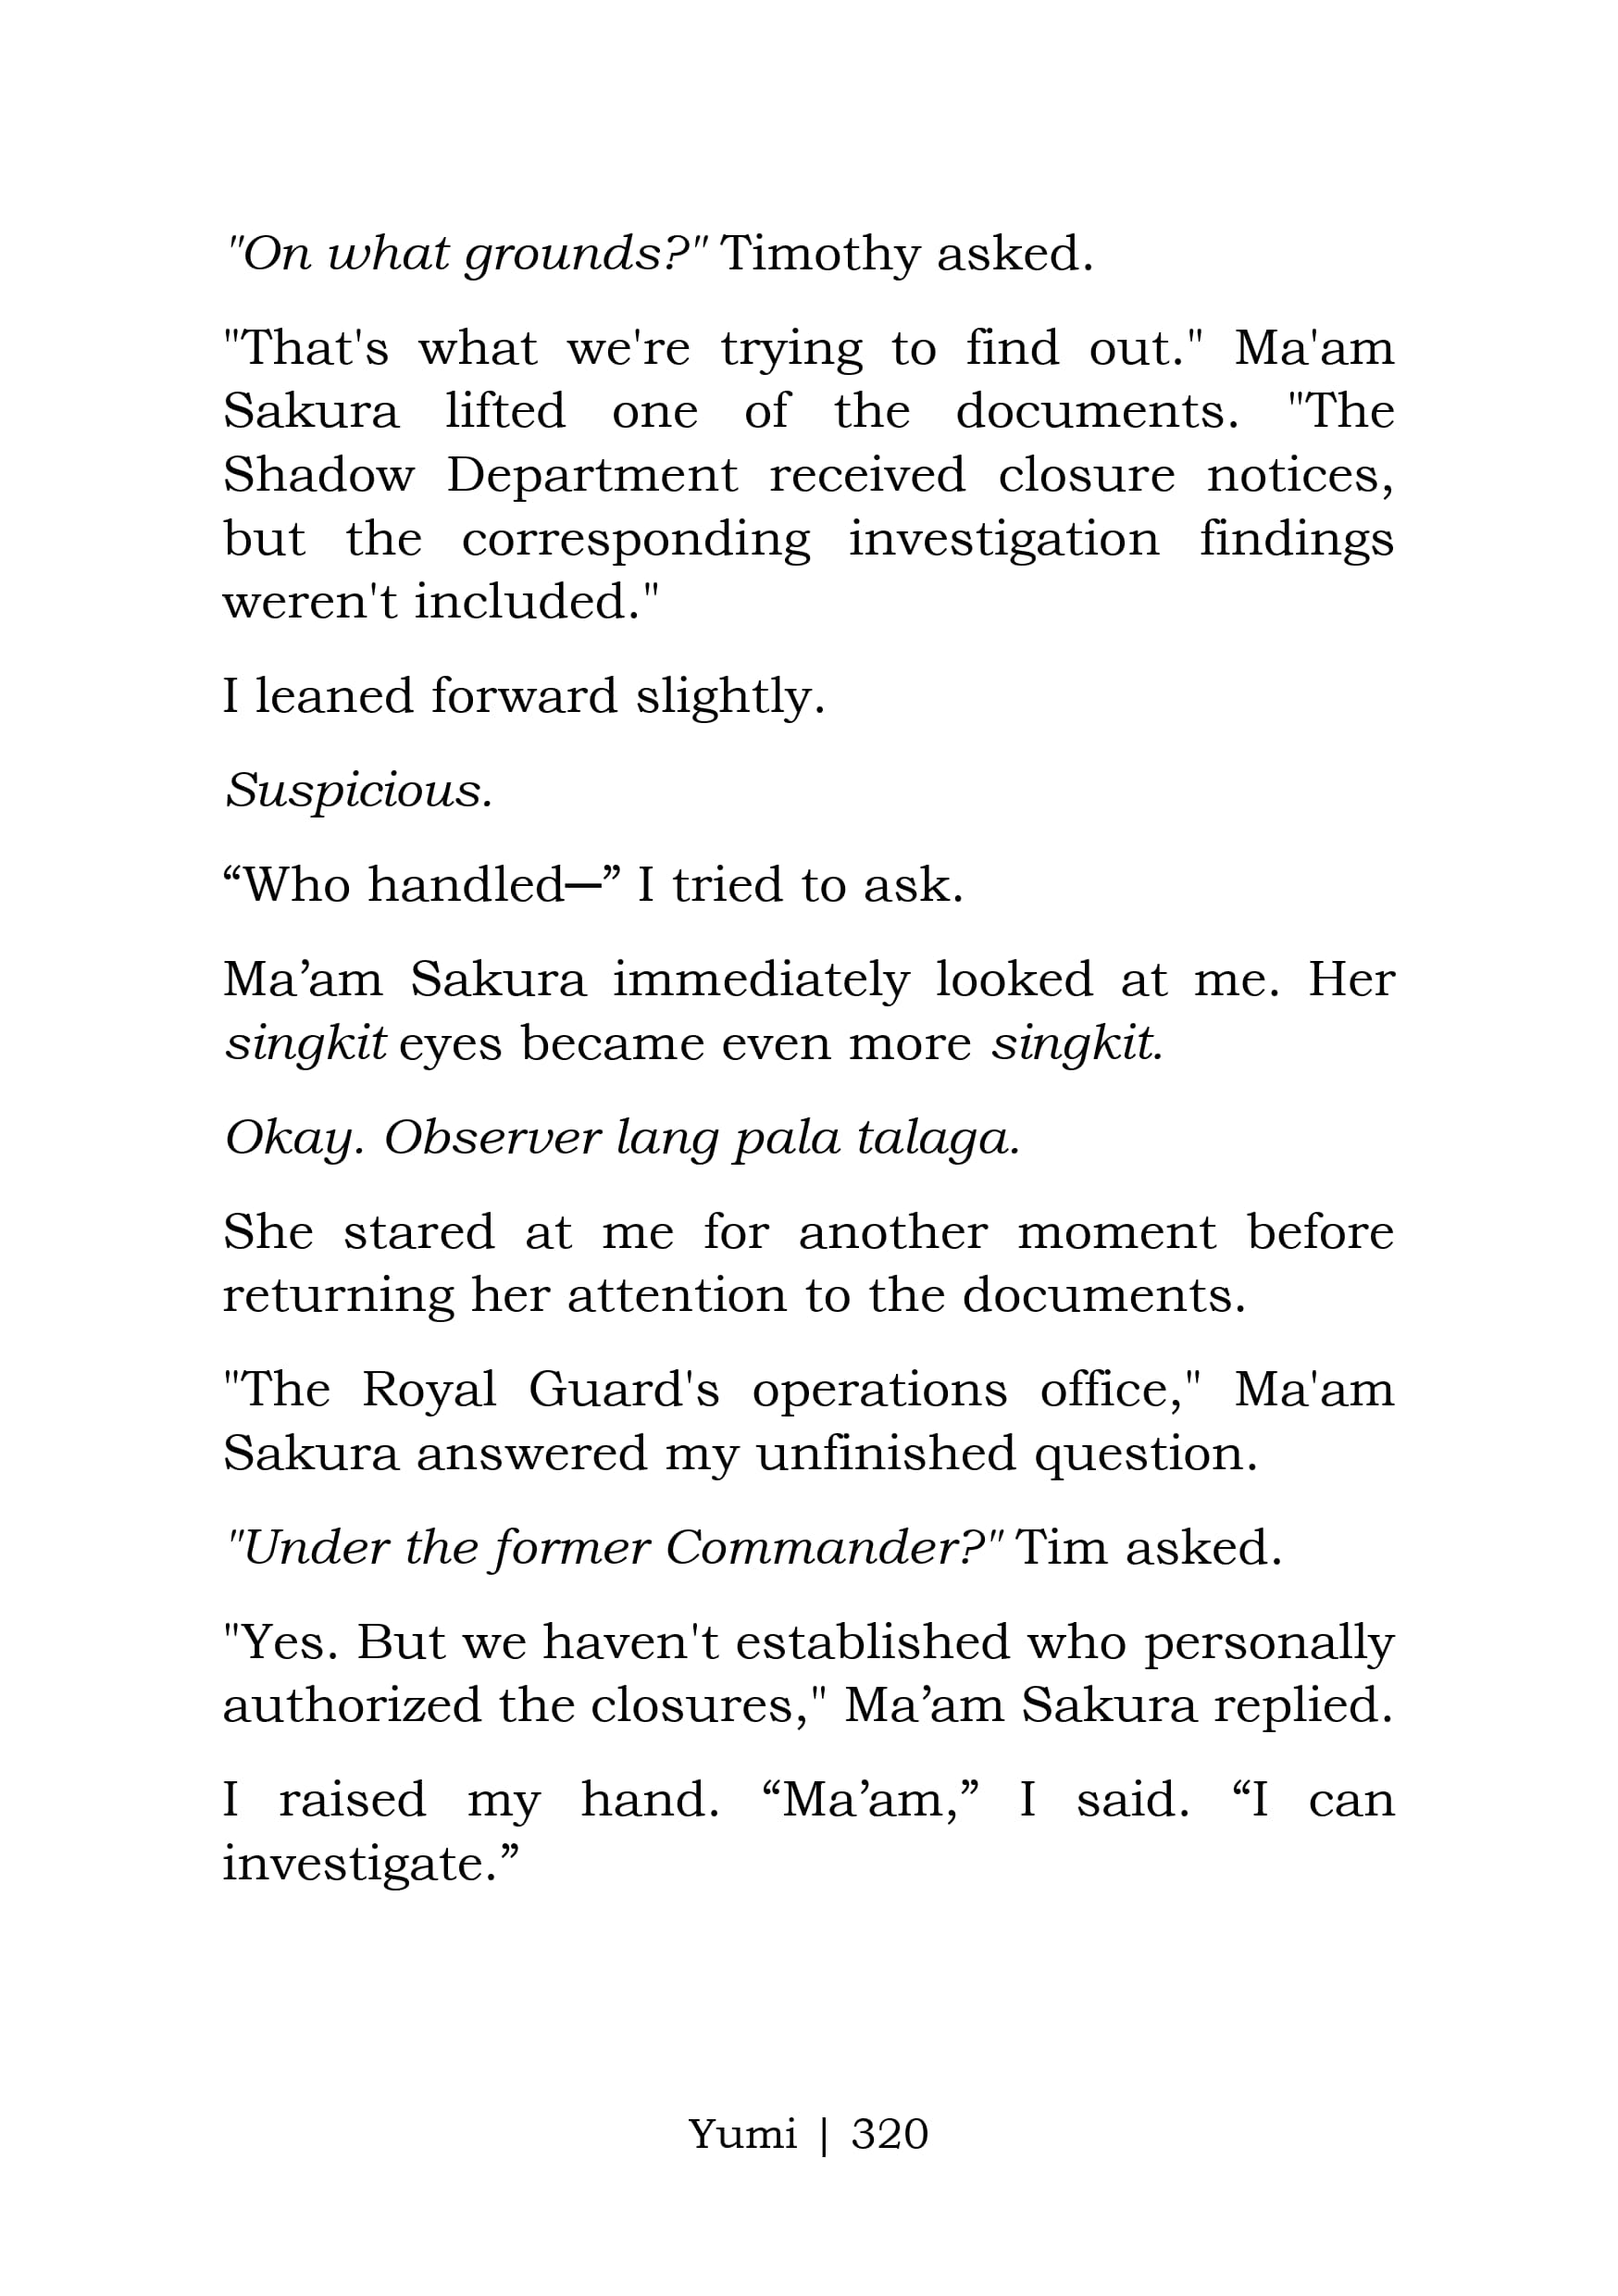 "On what grounds?" Timothy asked.
"That's what we're trying to find out." Ma'am
Sakura lifted one of the documents. "The
Shadow Department received closure notices,
but the corresponding investigation findings
weren't included."
I leaned forward slightly.
Suspicious.
“Who handled—” I tried to ask.
Ma’am Sakura immediately looked at me. Her
singkit eyes became even more singkit.
Okay. Observer lang pala talaga.
She stared at me for another moment before
returning her attention to the documents.
"The Royal Guard's operations office," Ma'am
Sakura answered my unfinished question.
"Under the former Commander?" Tim asked.
"Yes. But we haven't established who personally
authorized the closures," Ma’am Sakura replied.
I raised my hand. “Ma’am,” I said. “I can
investigate.”
Yumi | 320